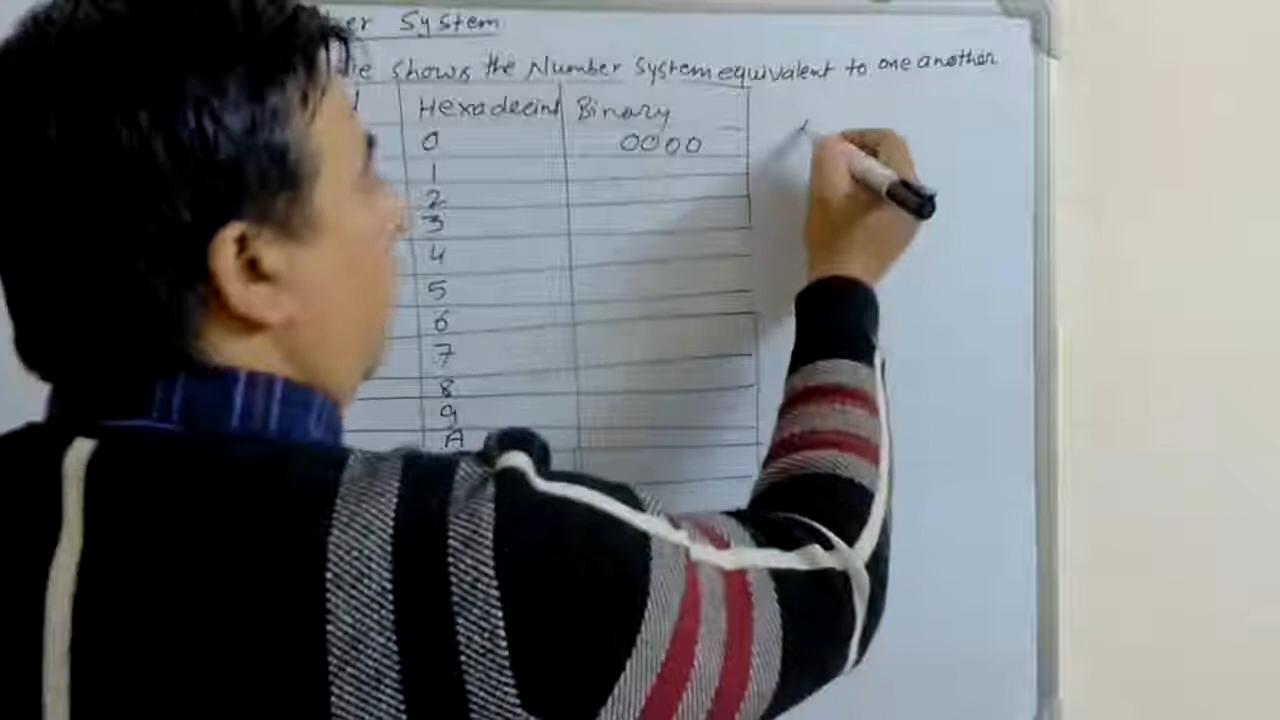 System
shows the Number System equivalent to one another
Hexadeciml Binary
0 0000
1
2
3
4
5
6
7
8
9
A